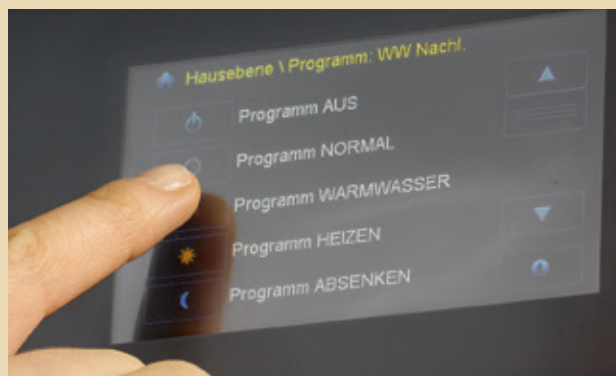 Hausebene \ Programm: WW Nachl.
Programm AUS
Programm NORMAL
Programm WARMWASSER
Programm HEIZEN
Programm ABSENKEN